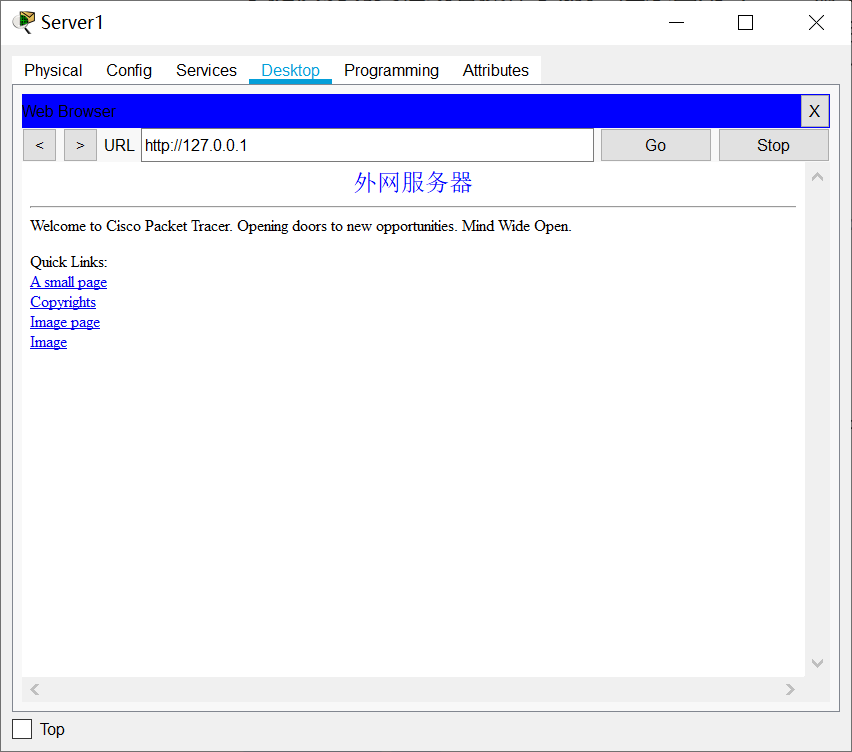 Server1
Physical Config Services Desktop Programming Attributes
Web Browser X
< > URL http://127.0.0.1 Go Stop
外网服务器
Welcome to Cisco Packet Tracer. Opening doors to new opportunities. Mind Wide Open.
Quick Links:
A small page
Copyrights
Image page
Image
Top